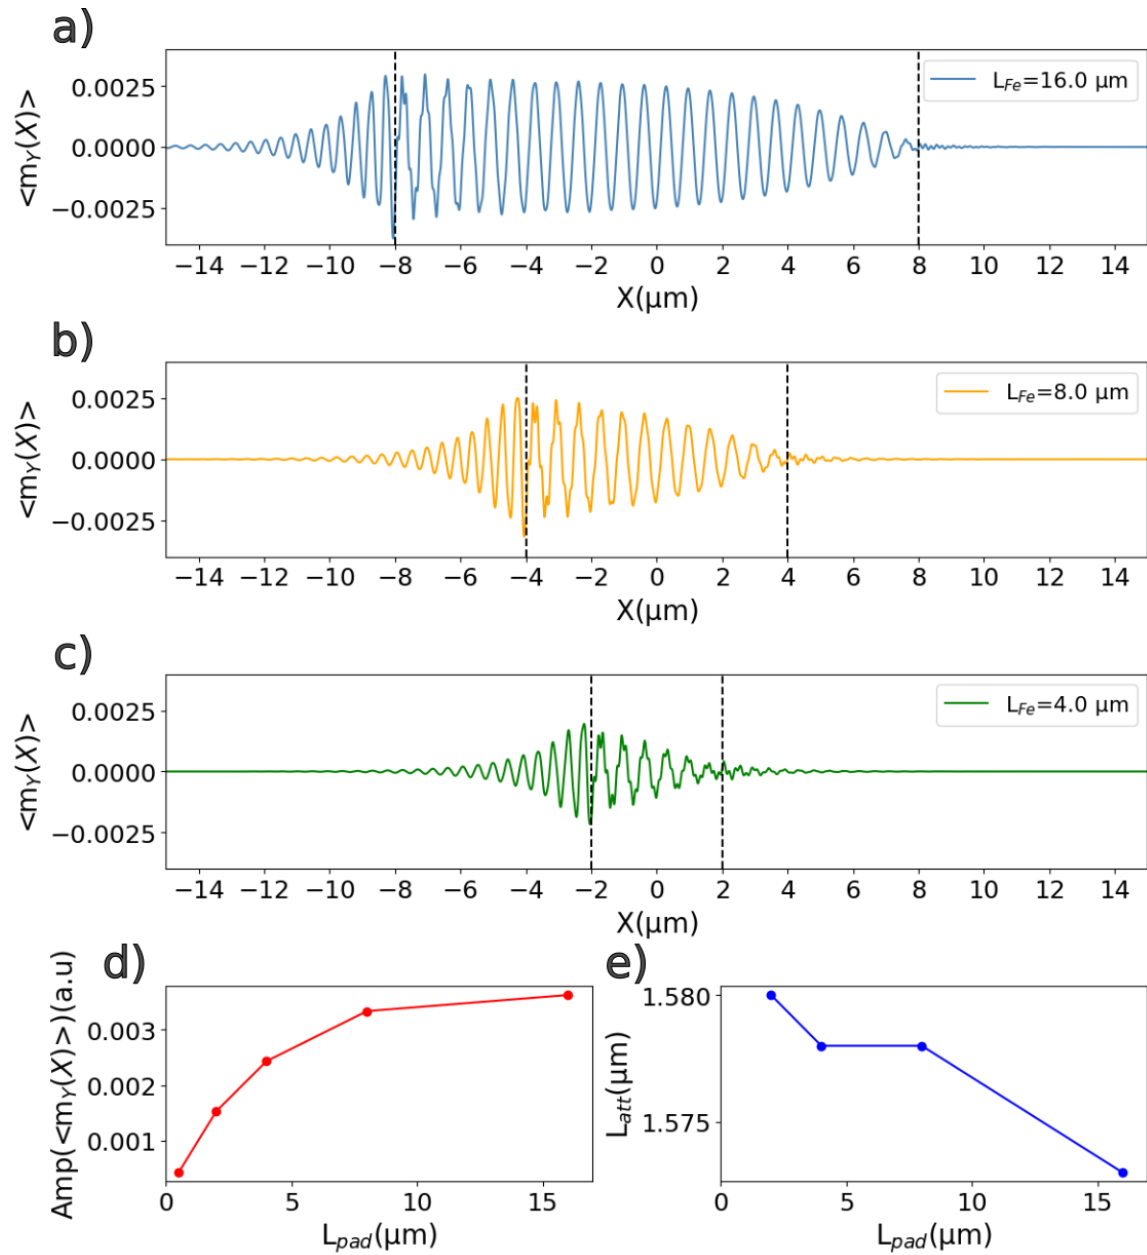 a)
<m_Y(X)>
0.0025
0.0000
−0.0025
L_Fe=16.0 μm
−14 −12 −10 −8 −6 −4 −2 0 2 4 6 8 10 12 14
X(μm)
b)
<m_Y(X)>
0.0025
0.0000
−0.0025
L_Fe=8.0 μm
−14 −12 −10 −8 −6 −4 −2 0 2 4 6 8 10 12 14
X(μm)
c)
<m_Y(X)>
0.0025
0.0000
−0.0025
L_Fe=4.0 μm
−14 −12 −10 −8 −6 −4 −2 0 2 4 6 8 10 12 14
X(μm)
d)
Amp(<m_Y(X)>)(a.u)
0.003
0.002
0.001
0 5 10 15
L_pad(μm)
e)
L_att(μm)
1.580
1.575
0 5 10 15
L_pad(μm)